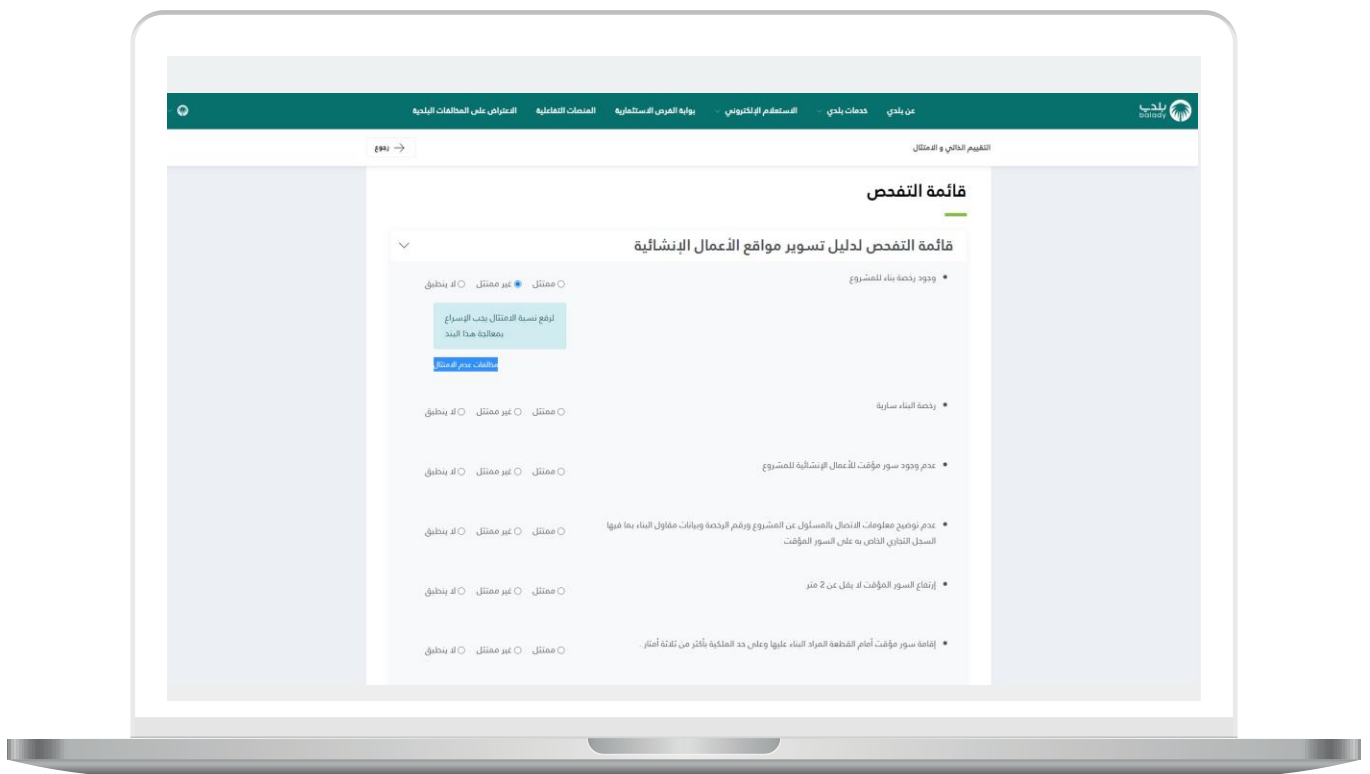 بلدي
balady
عن بلدي
خدمات بلدي
الاستعلام الإلكتروني
بوابة الفرص الاستثمارية
المنصات التفاعلية
الاعتراض على المخالفات البلدية
التقييم الذاتي و الامتثال
رجوع
قائمة التفحص
قائمة التفحص لدليل تسوير مواقع الأعمال الإنشائية
وجود رخصة بناء للمشروع
ممتثل غير ممتثل لا ينطبق
لرفع نسبة الامتثال يجب الإسراع
بمعالجة هذا البند
مخالفات عدم الامتثال
رخصة البناء سارية
ممتثل غير ممتثل لا ينطبق
عدم وجود سور مؤقت للأعمال الإنشائية للمشروع
ممتثل غير ممتثل لا ينطبق
عدم توضيح معلومات الاتصال بالمسئول عن المشروع ورقم الرخصة وبيانات مقاول البناء بما فيها
السجل التجاري الخاص به على السور المؤقت
ممتثل غير ممتثل لا ينطبق
إرتفاع السور المؤقت لا يقل عن 2 متر
ممتثل غير ممتثل لا ينطبق
إقامة سور مؤقت أمام القطعة المراد البناء عليها وعلى حد الملكية بأكثر من ثلاثة أمتار .
ممتثل غير ممتثل لا ينطبق